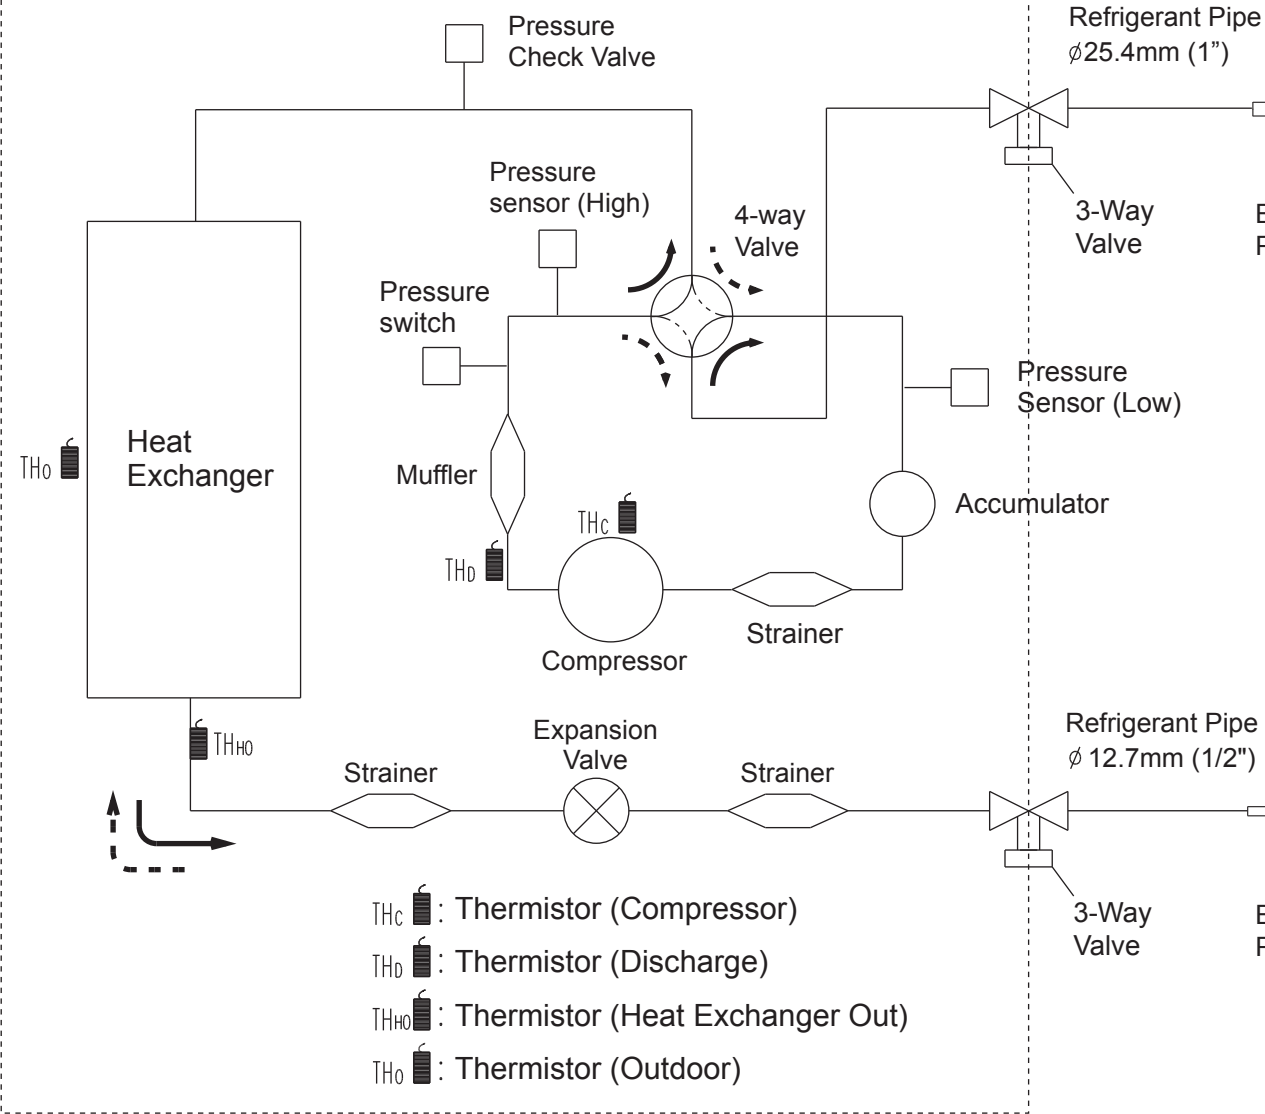 Pressure
Check Valve
Refrigerant Pipe
ø25.4mm (1”)
Pressure
sensor (High)
4-way
Valve
3-Way
Valve
Pressure
switch
Pressure
Sensor (Low)
Heat
Exchanger
THO
Muffler
Accumulator
THC
THD
Strainer
Compressor
THHO
Expansion
Valve
Strainer
Strainer
Refrigerant Pipe
ø 12.7mm (1/2")
3-Way
Valve
THC : Thermistor (Compressor)
THD : Thermistor (Discharge)
THHO : Thermistor (Heat Exchanger Out)
THO : Thermistor (Outdoor)